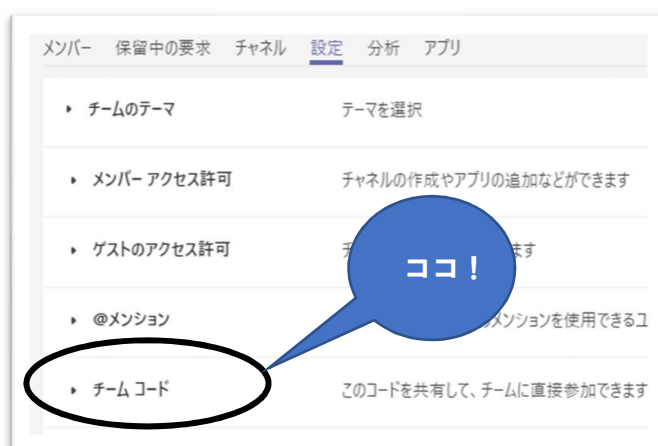 メンバー 保留中の要求 チャネル 設定 分析 アプリ
チームのテーマ テーマを選択
メンバー アクセス許可 チャネルの作成やアプリの追加などができます
ゲストのアクセス許可 ます
ココ！
@メンション メンションを使用できるユ
チーム コード このコードを共有して、チームに直接参加できます